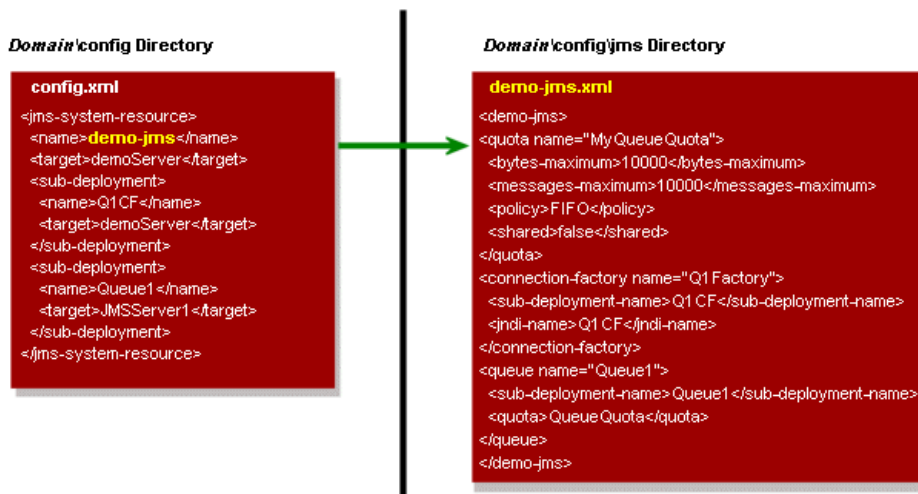 Domain\config Directory
config.xml
<jms-system-resource>
<name>demo-jms</name>
<target>demoServer</target>
<sub-deployment>
<name>Q1CF</name>
<target>demoServer</target>
</sub-deployment>
<sub-deployment>
<name>Queue1</name>
<target>JMSServer1</target>
</sub-deployment>
</jms-system-resource>
Domain\config\jms Directory
demo-jms.xml
<demo-jms>
<quota name="MyQueueQuota">
<bytes-maximum>10000</bytes-maximum>
<messages-maximum>10000</messages-maximum>
<policy>FIFO</policy>
<shared>false</shared>
</quota>
<connection-factory name="Q1Factory">
<sub-deployment-name>Q1CF</sub-deployment-name>
<jndi-name>Q1CF</jndi-name>
</connection-factory>
<queue name="Queue1">
<sub-deployment-name>Queue1</sub-deployment-name>
<quota>QueueQuota</quota>
</queue>
</demo-jms>